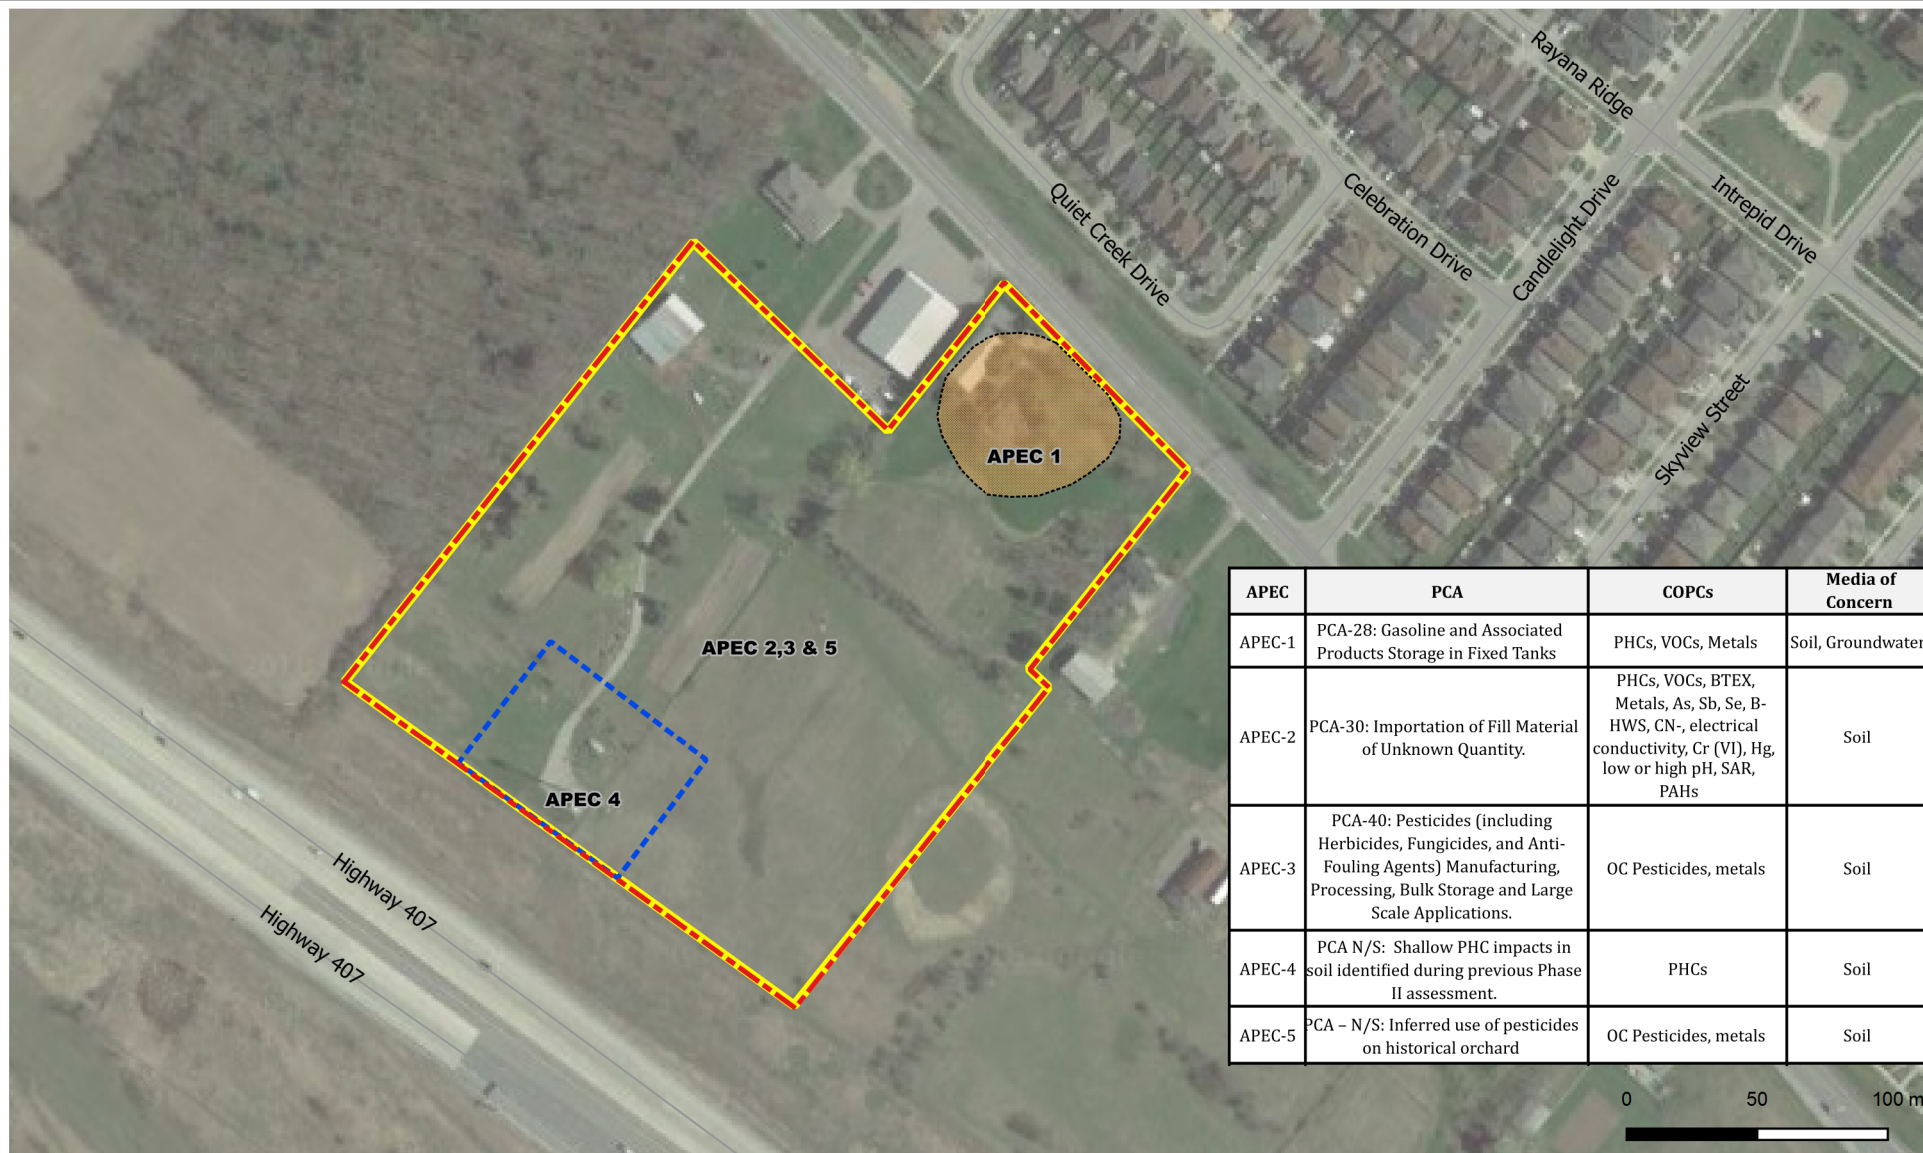 Rayana Ridge
Quiet Creek Drive
Celebration Drive
Candlelight Drive
Intrepid Drive
Skyview Street
APEC 1
APEC 2,3 & 5
APEC 4
Highway 407
Highway 407
APEC PCA COPCs Media of
Concern
APEC-1 PCA-28: Gasoline and Associated
Products Storage in Fixed Tanks
PHCs, VOCs, Metals
Soil, Groundwater
APEC-2
PCA-30: Importation of Fill Material
of Unknown Quantity.
PHCs, VOCs, BTEX,
Metals, As, Sb, Se, B-
HWS, CN-, electrical
conductivity, Cr (VI), Hg,
low or high pH, SAR,
PAHs
Soil
APEC-3
PCA-40: Pesticides (including
Herbicides, Fungicides, and Anti-
Fouling Agents) Manufacturing,
Processing, Bulk Storage and Large
Scale Applications.
OC Pesticides, metals
Soil
APEC-4
PCA N/S:  Shallow PHC impacts in
soil identified during previous Phase
II assessment.
PHCs
Soil
APEC-5
PCA – N/S: Inferred use of pesticides
on historical orchard
OC Pesticides, metals
Soil
0 50 100 m